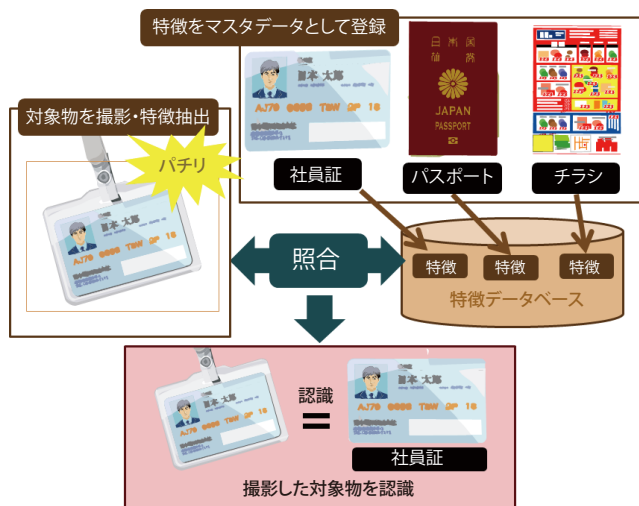 特徴をマスタデータとして登録
日本国
旅券
JAPAN
PASSPORT
日本 太郎
社員証
パスポート
チラシ
対象物を撮影・特徴抽出
パチリ
日本 太郎
照合
特徴
特徴
特徴
特徴データベース
日本 太郎
認識
=
日本 太郎
社員証
撮影した対象物を認識